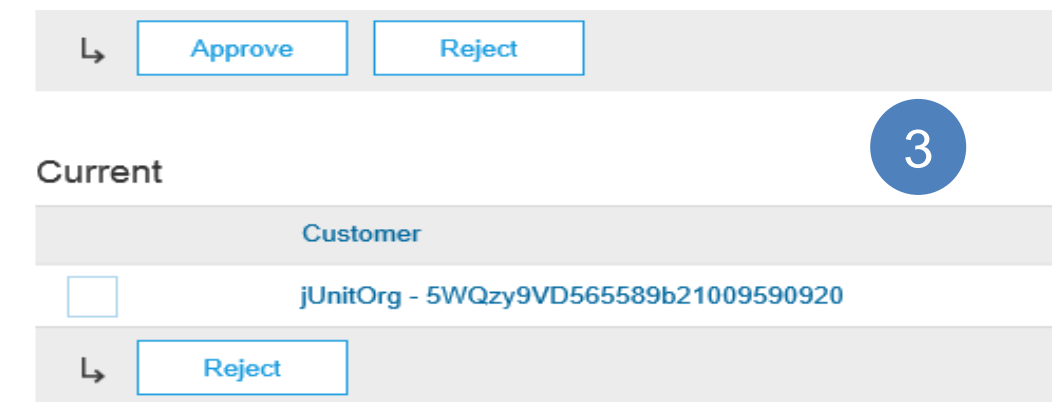 Approve Reject
3
Current
Customer
jUnitOrg - 5WQzy9VD565589b21009590920
Reject